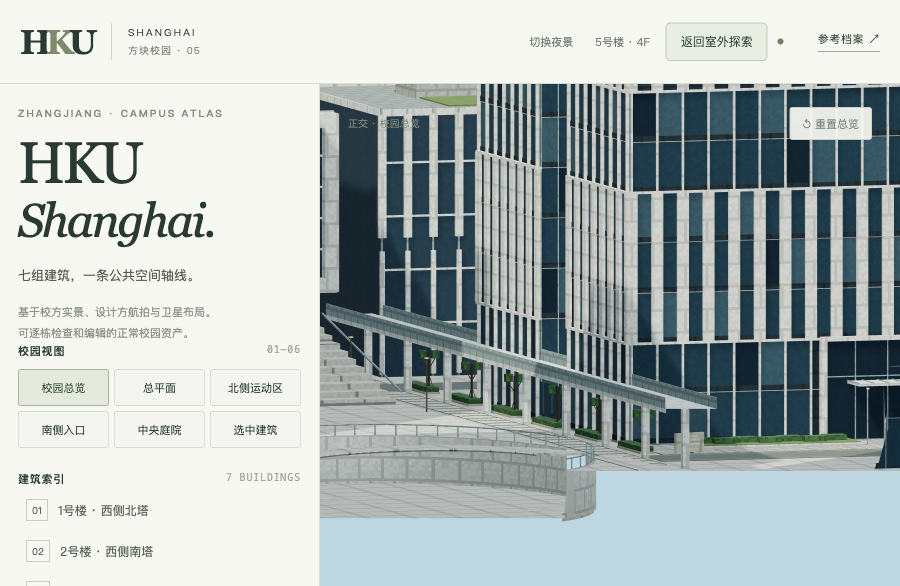 HKU
SHANGHAI
方块校园 · 05
切换夜景
5号楼 · 4F
返回室外探索
参考档案 ↗
ZHANGJIANG · CAMPUS ATLAS
HKU
Shanghai.
七组建筑，一条公共空间轴线。
基于校方实景、设计方航拍与卫星布局。
可逐栋检查和编辑的正常校园资产。
校园视图
01—06
校园总览
总平面
北侧运动区
南侧入口
中央庭院
选中建筑
建筑索引
7 BUILDINGS
01
1号楼 · 西侧北塔
02
2号楼 · 西侧南塔
正交 · 校园总览
↺ 重置总览